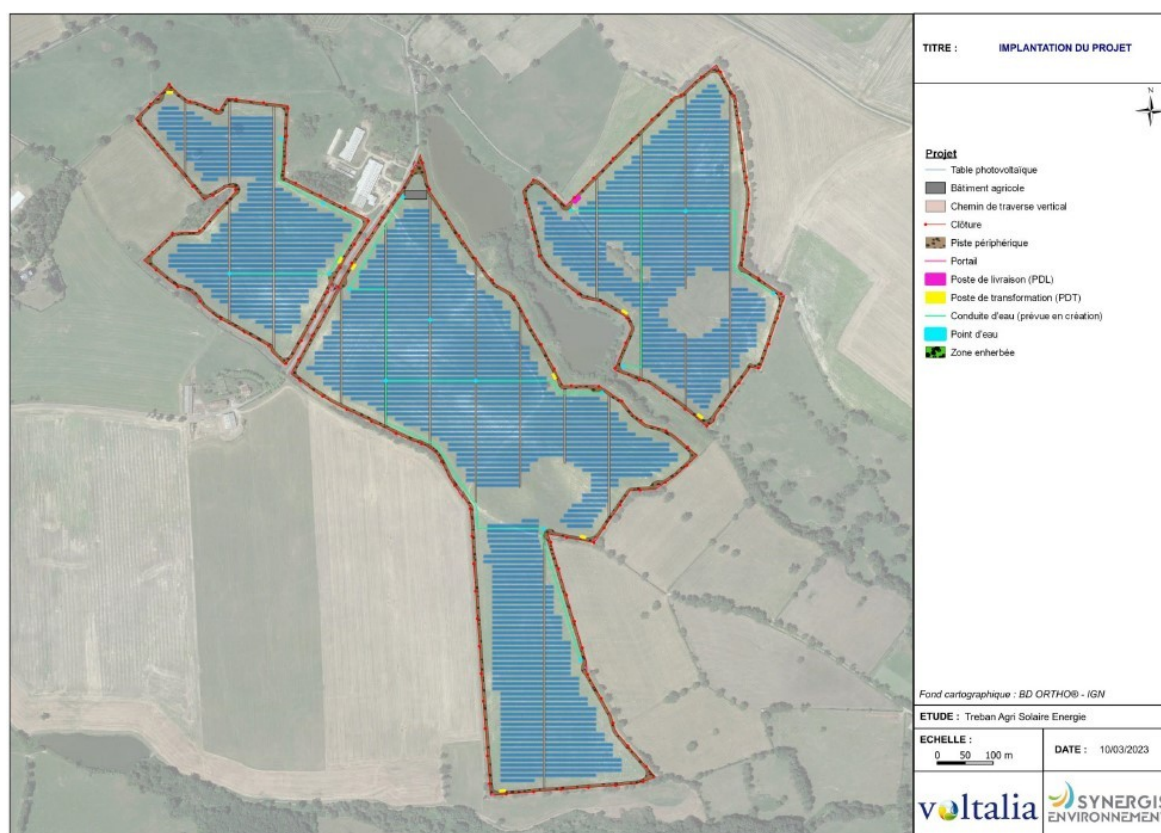 TITRE : IMPLANTATION DU PROJET
N
Projet
Table photovoltaïque
Bâtiment agricole
Chemin de traverse vertical
Clôture
Piste périphérique
Portail
Poste de livraison (PDL)
Poste de transformation (PDT)
Conduite d'eau (prévue en création)
Point d'eau
Zone enherbée
Fond cartographique : BD ORTHO® - IGN
ETUDE : Treban Agri Solaire Energie
ECHELLE :
0 50 100 m
DATE : 10/03/2023
voltalia
SYNERGIS
ENVIRONNEMENT